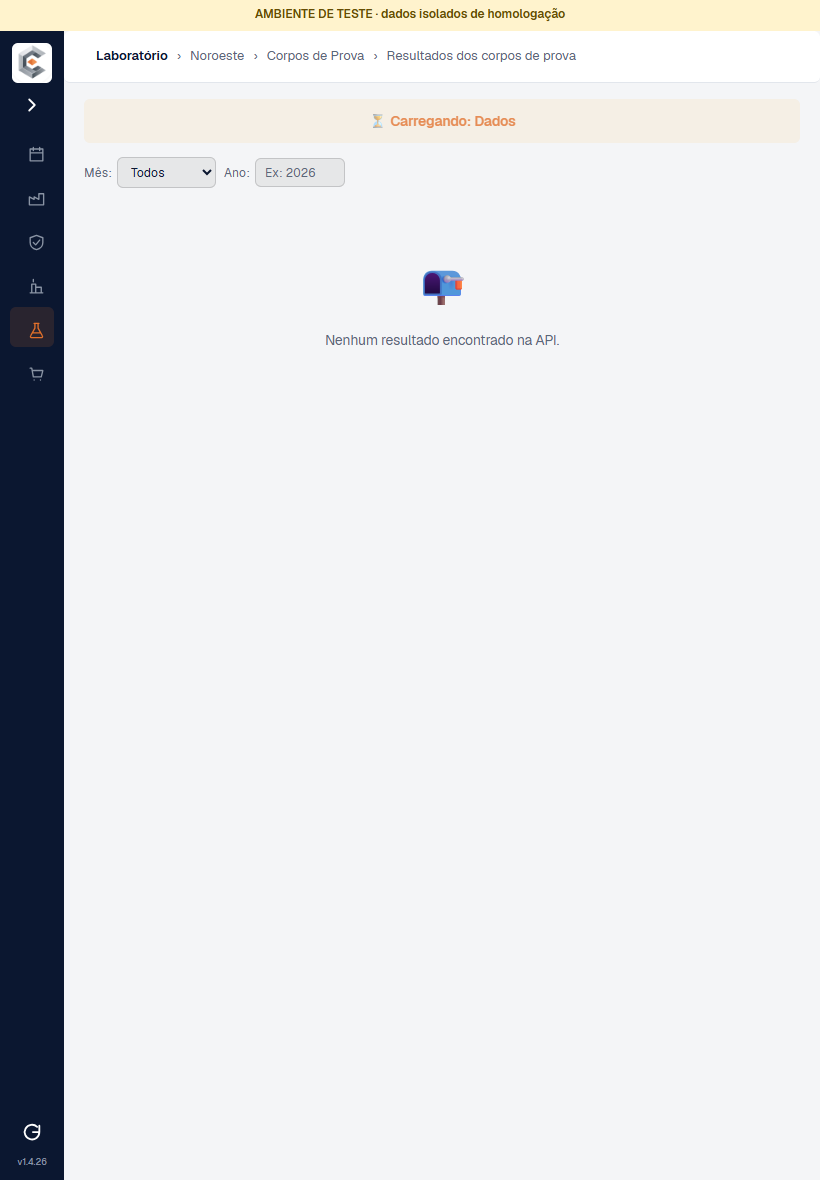 AMBIENTE DE TESTE · dados isolados de homologação
Laboratório › Noroeste › Corpos de Prova › Resultados dos corpos de prova
⏳ Carregando: Dados
Mês: Todos Ano: Ex: 2026
Nenhum resultado encontrado na API.
v1.4.26